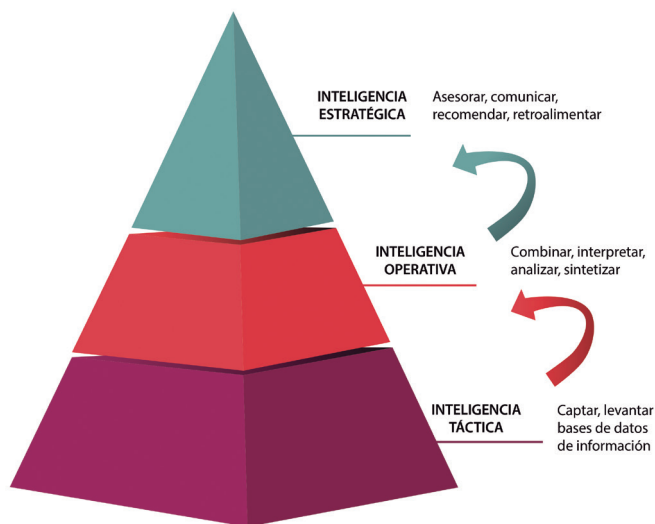 INTELIGENCIA
ESTRATÉGICA
Asesorar, comunicar,
recomendar, retroalimentar
INTELIGENCIA
OPERATIVA
Combinar, interpretar,
analizar, sintetizar
INTELIGENCIA
TÁCTICA
Captar, levantar
bases de datos
de información